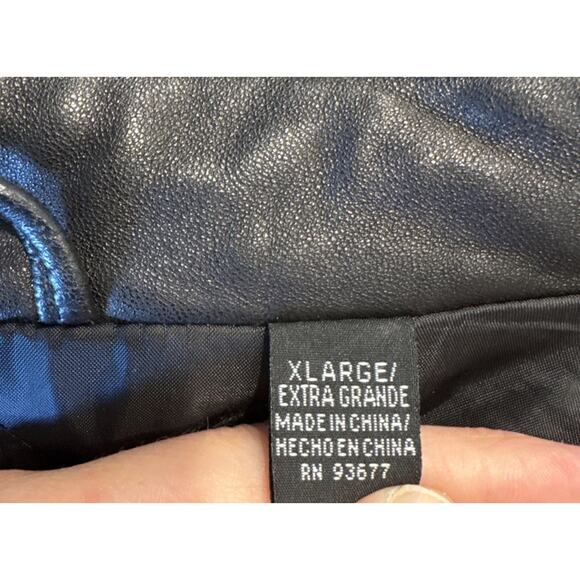 XLARGE/
EXTRA GRANDE
MADE IN CHINA/
HECHO EN CHINA
RN 93677